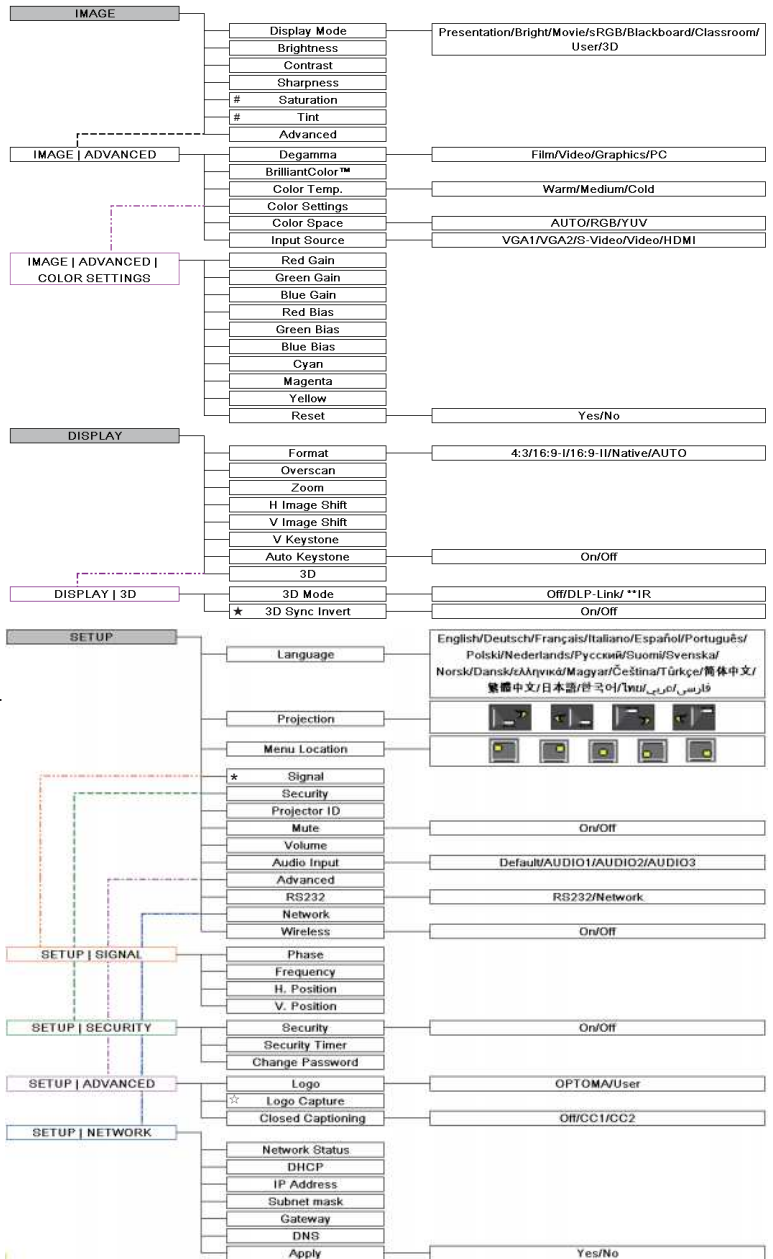 IMAGE
Display Mode
Presentation/Bright/Movie/sRGB/Blackboard/Classroom/
User/3D
Brightness
Contrast
Sharpness
# Saturation
# Tint
Advanced
IMAGE | ADVANCED
Degamma
Film/Video/Graphics/PC
BrilliantColor™
Color Temp.
Warm/Medium/Cold
Color Settings
Color Space
AUTO/RGB/YUV
Input Source
VGA1/VGA2/S-Video/Video/HDMI
IMAGE | ADVANCED |
COLOR SETTINGS
Red Gain
Green Gain
Blue Gain
Red Bias
Green Bias
Blue Bias
Cyan
Magenta
Yellow
Reset
Yes/No
DISPLAY
Format
4:3/16:9-I/16:9-II/Native/AUTO
Overscan
Zoom
H Image Shift
V Image Shift
V Keystone
Auto Keystone
On/Off
3D
DISPLAY | 3D
3D Mode
Off/DLP-Link/ **IR
★ 3D Sync Invert
On/Off
SETUP
Language
English/Deutsch/Français/Italiano/Español/Português/
Polski/Nederlands/Русский/Suomi/Svenska/
Norsk/Dansk/ελληνικά/Magyar/Čeština/Türkçe/简体中文/
繁體中文/日本語/한국어/ไทย/عربي/فارسی
Projection
Menu Location
* Signal
Security
Projector ID
Mute
On/Off
Volume
Audio Input
Default/AUDIO1/AUDIO2/AUDIO3
Advanced
RS232
RS232/Network
Network
Wireless
On/Off
SETUP | SIGNAL
Phase
Frequency
H. Position
V. Position
SETUP | SECURITY
Security
On/Off
Security Timer
Change Password
SETUP | ADVANCED
Logo
OPTOMA/User
☆ Logo Capture
Closed Captioning
Off/CC1/CC2
SETUP | NETWORK
Network Status
DHCP
IP Address
Subnet mask
Gateway
DNS
Apply
Yes/No